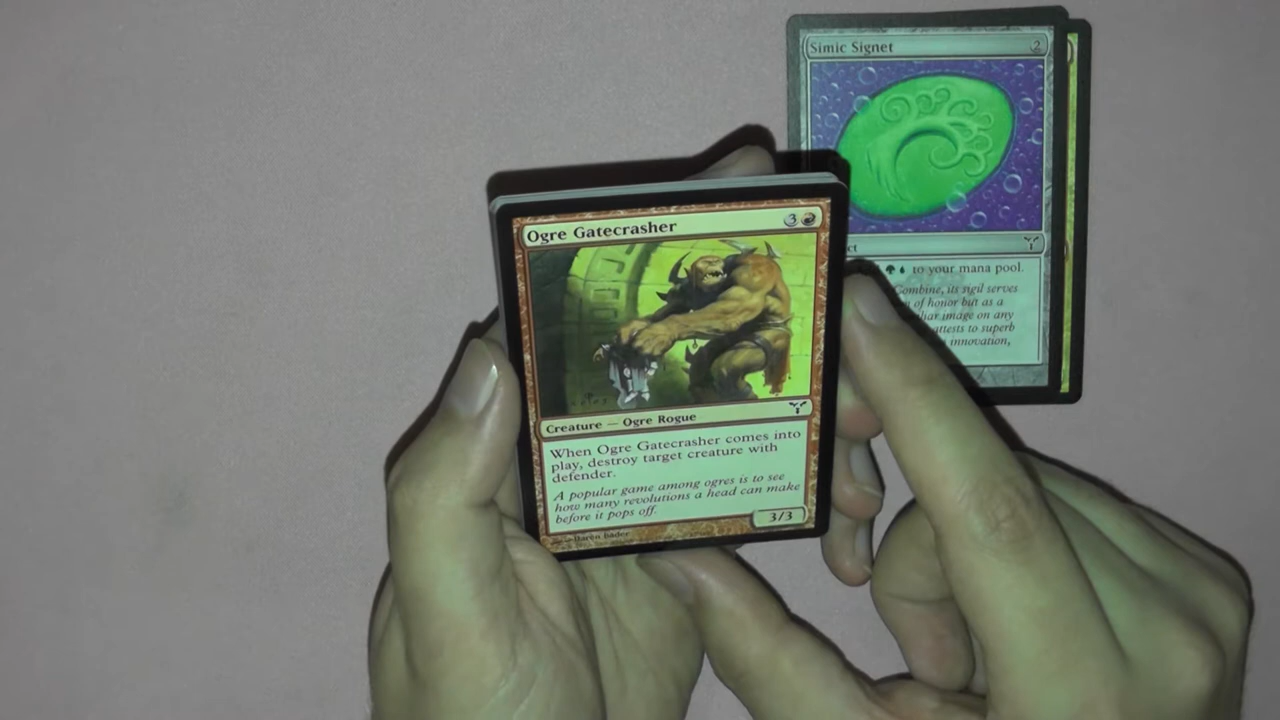 Simic Signet 2
ct
to your mana pool.
Combine, its sigil serves
of honor but as a
image on any
attests to superb
innovation,
Ogre Gatecrasher 3
Creature — Ogre Rogue
When Ogre Gatecrasher comes into
play, destroy target creature with
defender.
A popular game among ogres is to see
how many revolutions a head can make
before it pops off.
3/3
Daren Bader